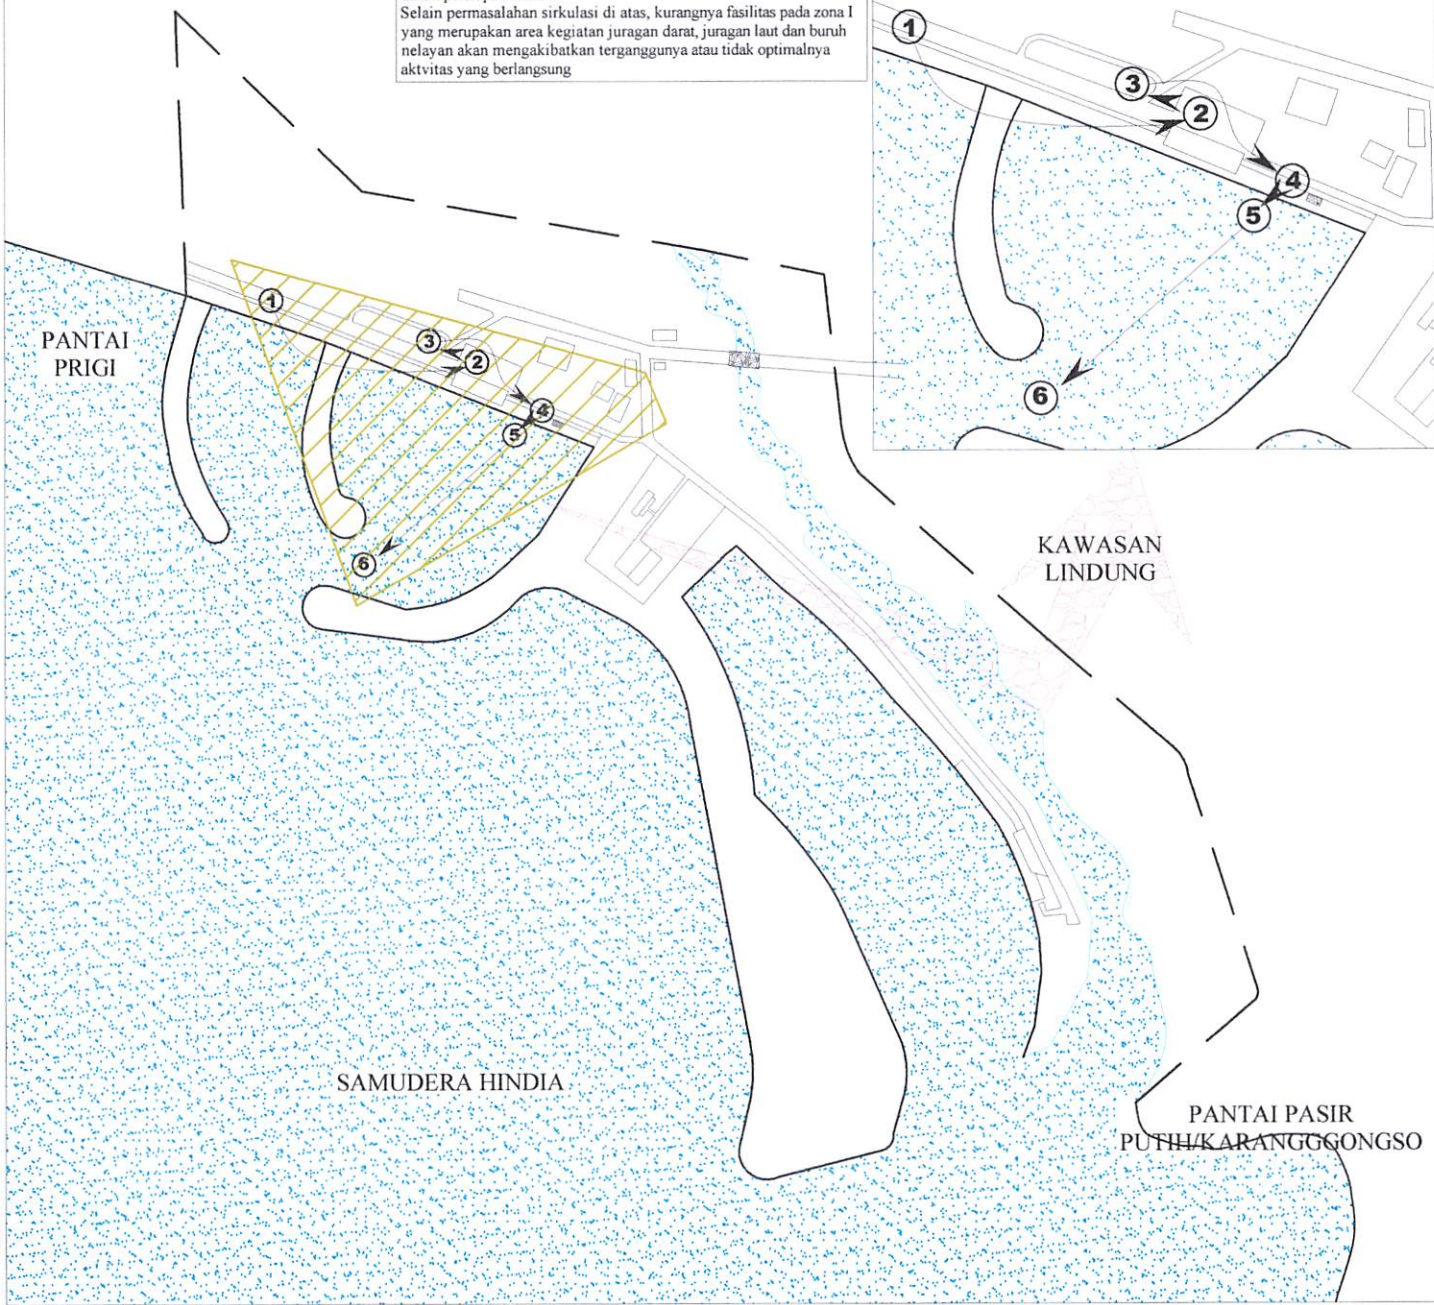 Selain permasalahan sirkulasi di atas, kurangnya fasilitas pada zona I
yang merupakan area kegiatan juragan darat, juragan laut dan buruh
nelayan akan mengakibatkan terganggunya atau tidak optimalnya
aktvitas yang berlangsung
1
3
2
4
5
6
1
3
2
4
5
6
PANTAI
PRIGI
KAWASAN
LINDUNG
SAMUDERA HINDIA
PANTAI PASIR
PUTIH/KARANGGGONGSO